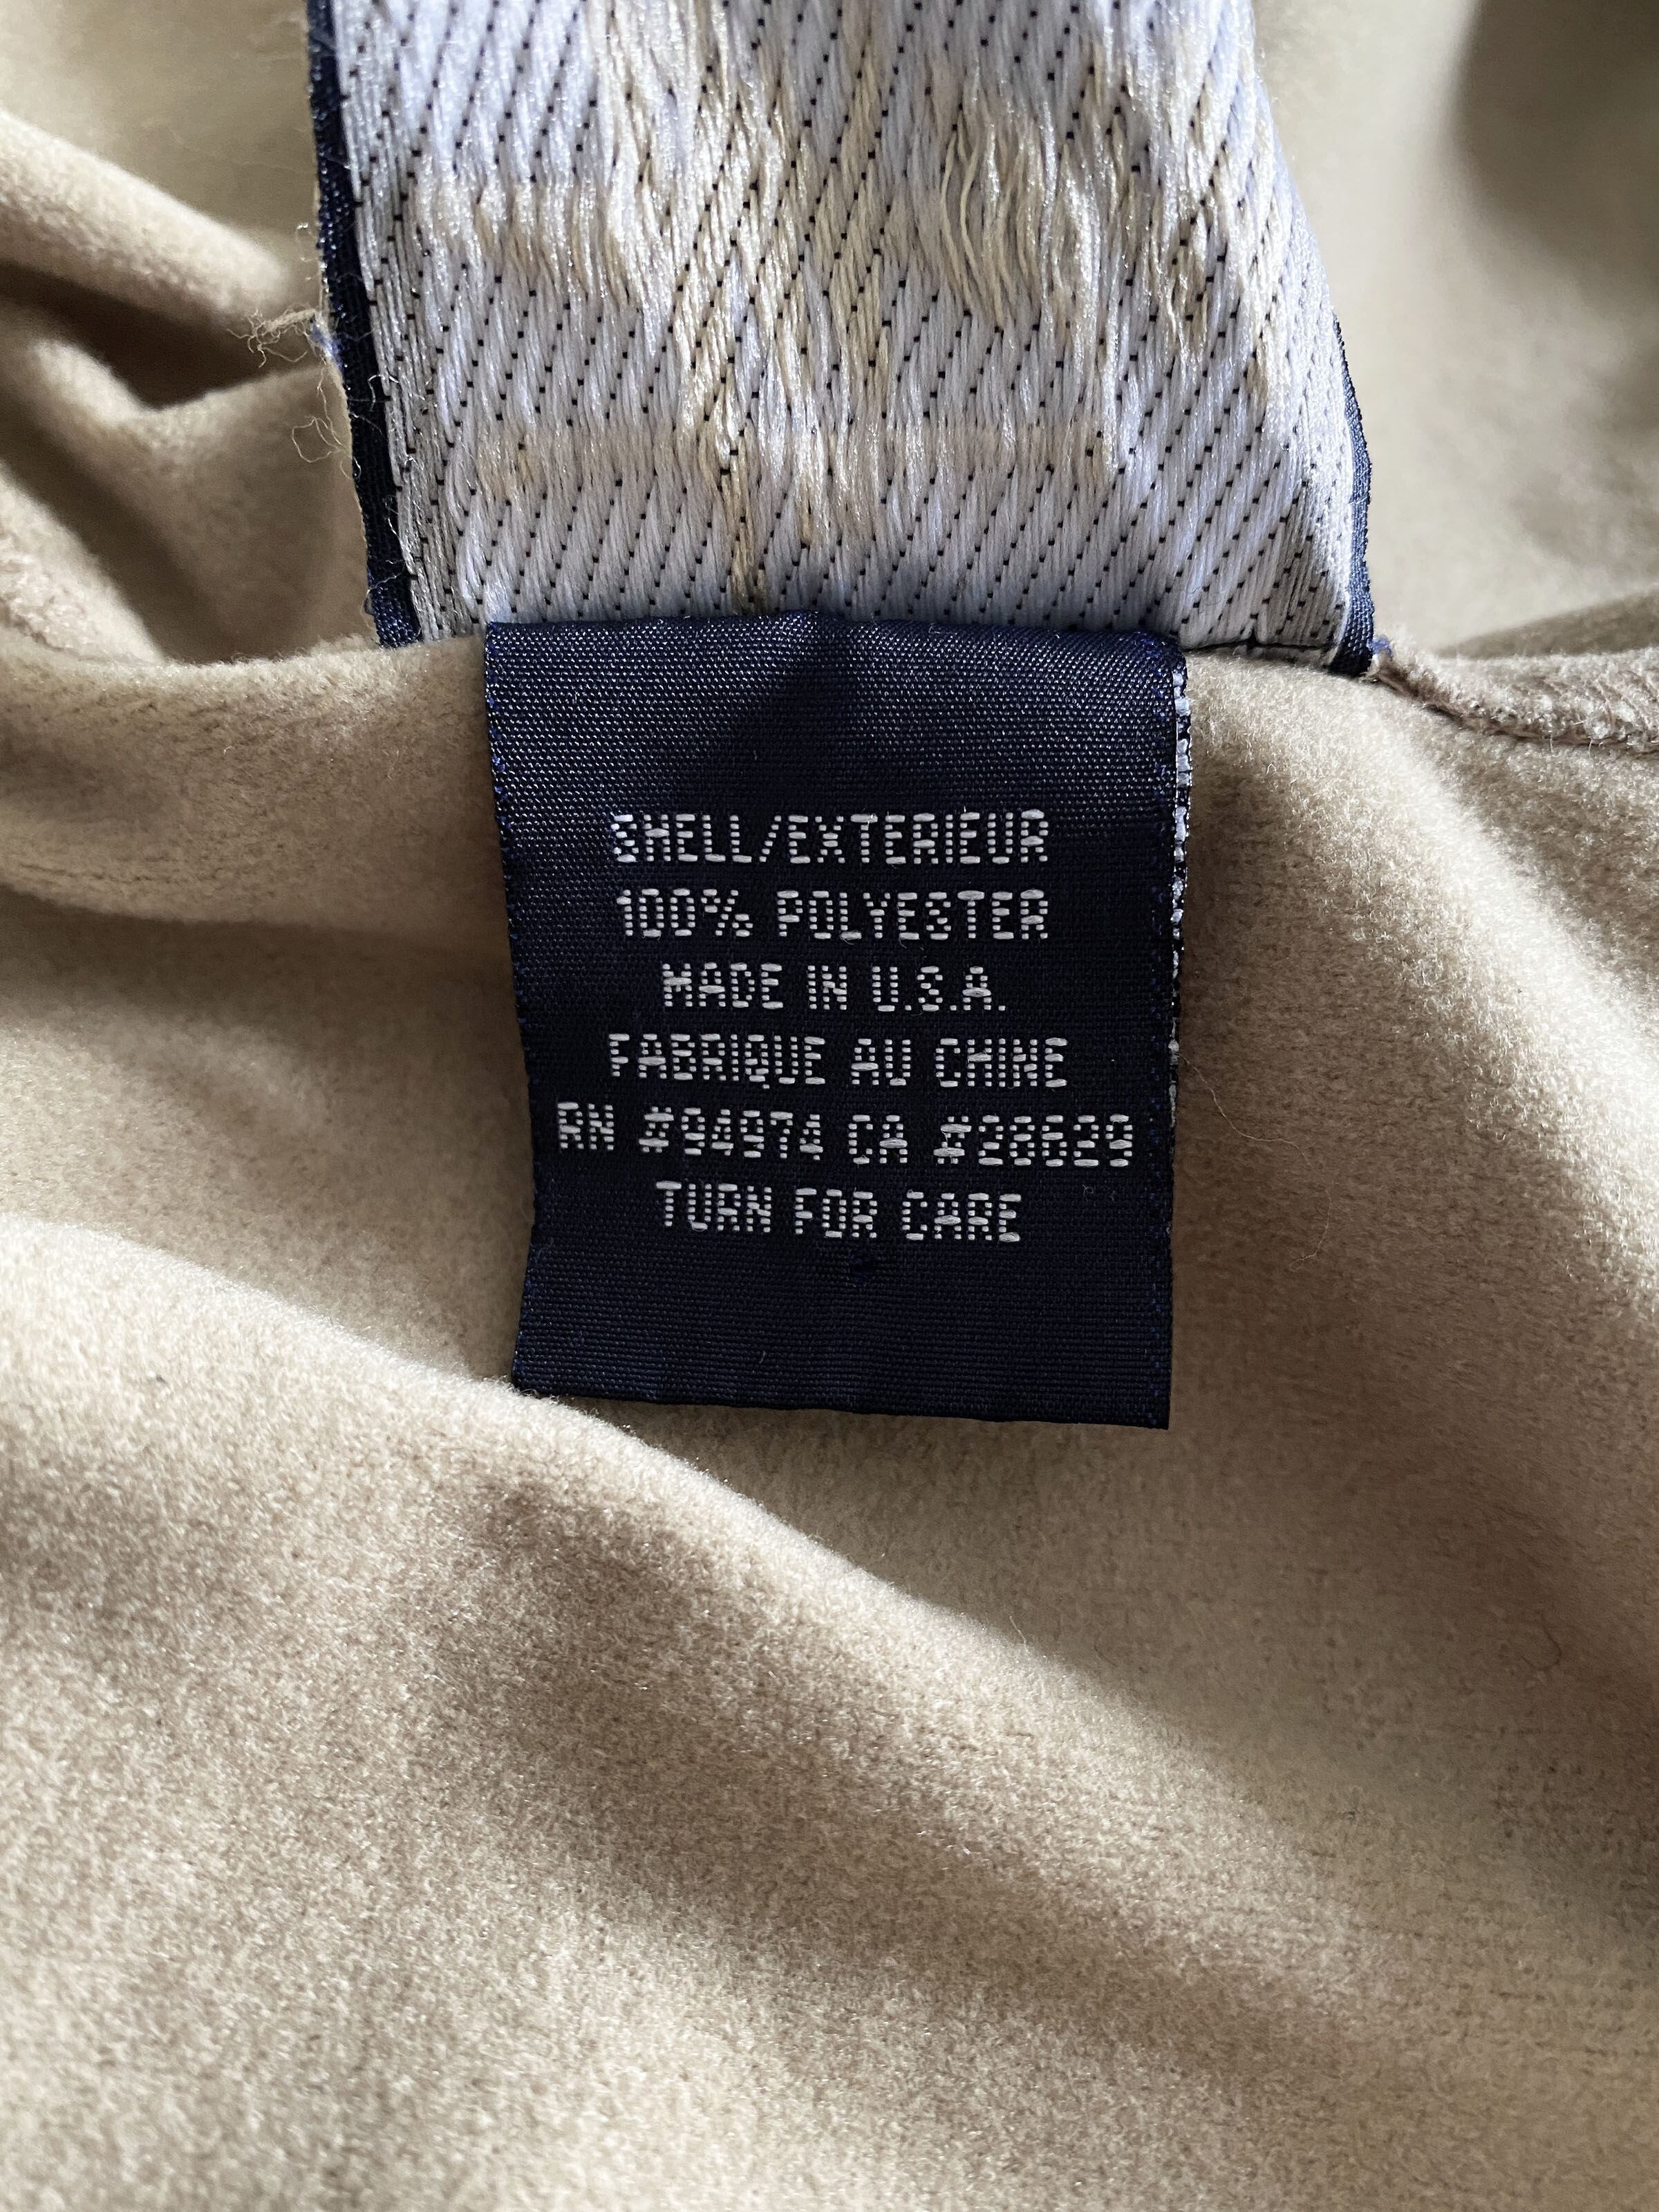 SHELL/EXTERIEUR
100% POLYESTER
MADE IN U.S.A.
FABRIQUE AU CHINE
RN #94974 CA #28629
TURN FOR CARE